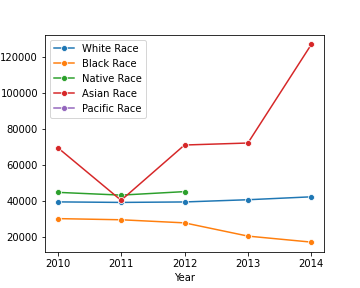 White Race
Black Race
Native Race
Asian Race
Pacific Race
120000
100000
80000
60000
40000
20000
2010 2011 2012 2013 2014
Year